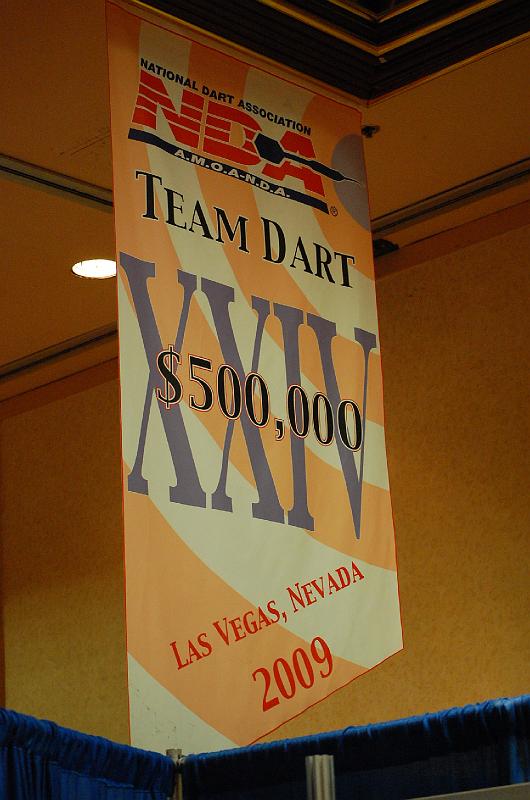 NATIONAL DART ASSOCIATION
NDA
A.M.O.A-N.D.A.
®
TEAM DART
XXIV
$500,000
LAS VEGAS, NEVADA
2009